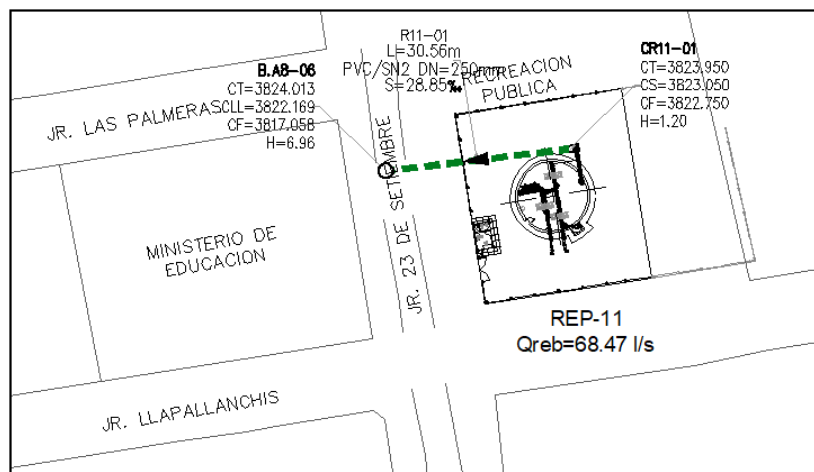 R11-01
L=30.56m
PVC/SN2 DN=250mm
S=28.85‰
B.A8-06
CT=3824.013
CLL=3822.169
CF=3817.058
H=6.96
CR11-01
CT=3823.950
CS=3823.050
CF=3822.750
H=1.20
RECREACION
PUBLICA
JR. LAS PALMERAS
MINISTERIO DE
EDUCACION
JR. 23 DE SETIEMBRE
REP-11
Qreb=68.47 l/s
JR. LLAPALLANCHIS